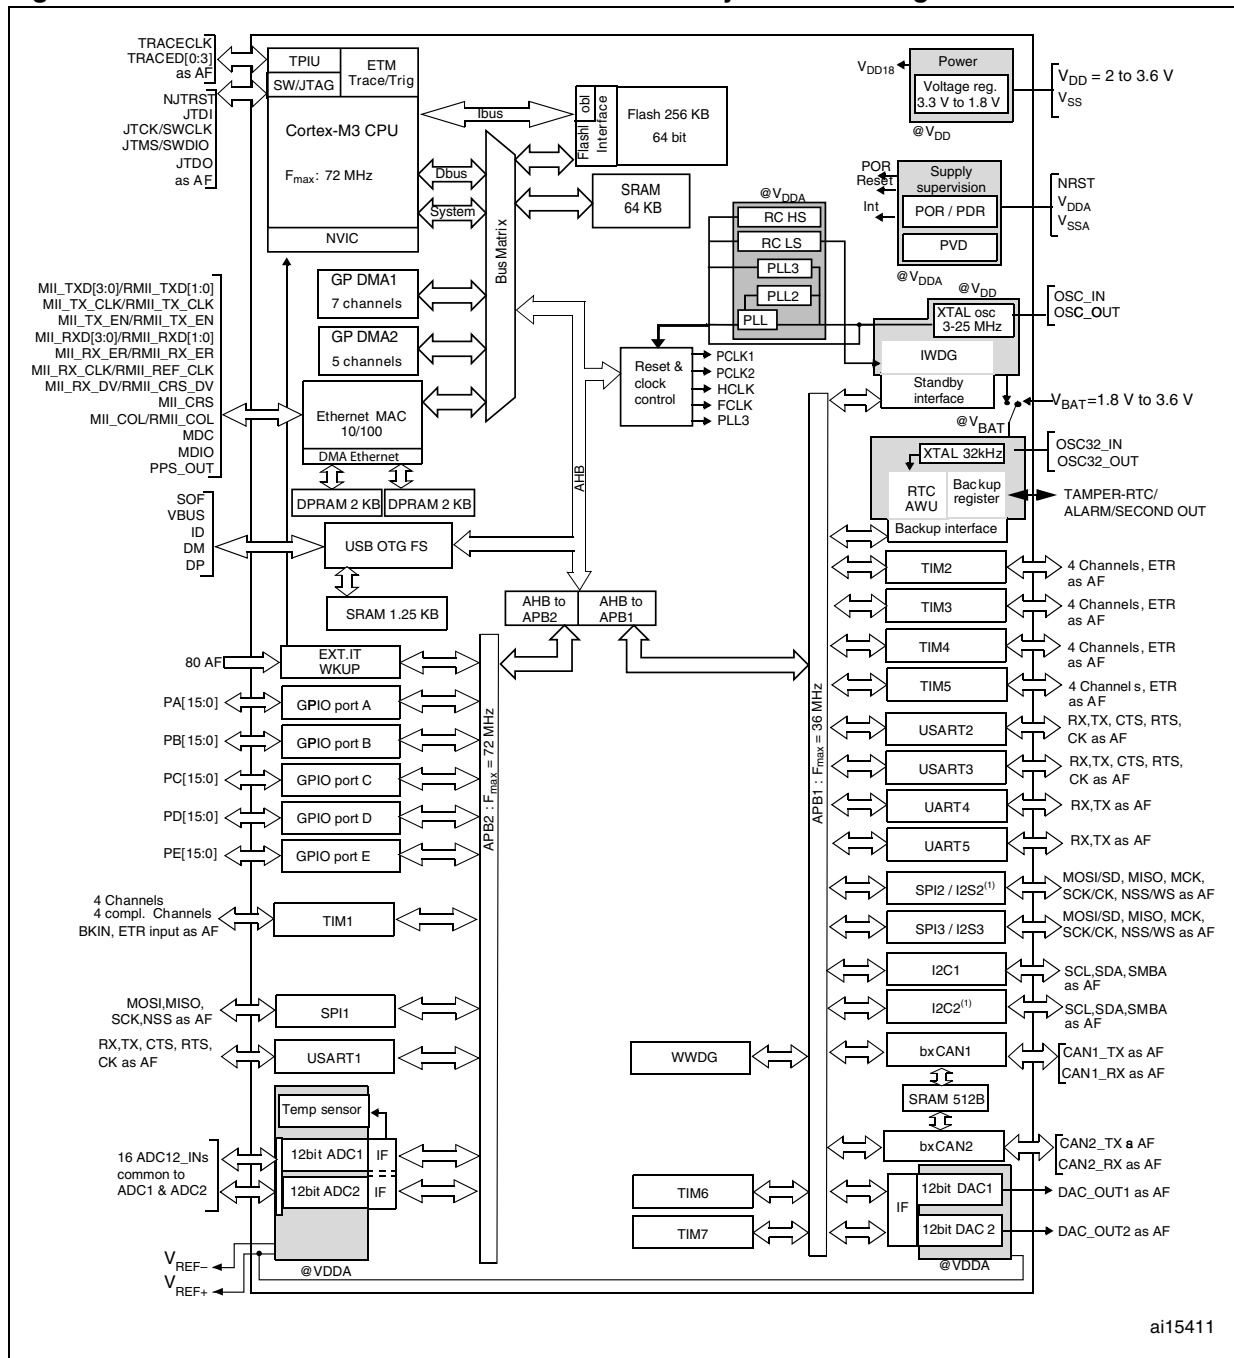 TRACECLK
TRACED[0:3]
as AF
NJTRST
JTDI
JTCK/SWCLK
JTMS/SWDIO
JTDO
as AF
TPIU
SW/JTAG
ETM
Trace/Trig
Cortex-M3 CPU
Fmax: 72 MHz
NVIC
Ibus
Dbus
System
Bus Matrix
Flashl obl
Interface
Flash 256 KB
64 bit
SRAM
64 KB
VDD18
Power
Voltage reg.
3.3 V to 1.8 V
@VDD
VDD = 2 to 3.6 V
VSS
POR
Reset
Int
Supply
supervision
POR / PDR
PVD
@VDDA
NRST
VDDA
VSSA
@VDDA
RC HS
RC LS
PLL3
PLL2
PLL
@VDD
XTAL osc
3-25 MHz
IWDG
Standby
interface
OSC_IN
OSC_OUT
GP DMA1
7 channels
GP DMA2
5 channels
MII_TXD[3:0]/RMII_TXD[1:0]
MII_TX_CLK/RMII_TX_CLK
MII_TX_EN/RMII_TX_EN
MII_RXD[3:0]/RMII_RXD[1:0]
MII_RX_ER/RMII_RX_ER
MII_RX_CLK/RMII_REF_CLK
MII_RX_DV/RMII_CRS_DV
MII_CRS
MII_COL/RMII_COL
MDC
MDIO
PPS_OUT
Ethernet MAC
10/100
DMA Ethernet
DPRAM 2 KB
DPRAM 2 KB
Reset &
clock
control
PCLK1
PCLK2
HCLK
FCLK
PLL3
VBAT=1.8 V to 3.6 V
@VBAT
OSC32_IN
OSC32_OUT
XTAL 32kHz
RTC
AWU
Backup
register
Backup interface
TAMPER-RTC/
ALARM/SECOND OUT
AHB
SOF
VBUS
ID
DM
DP
USB OTG FS
SRAM 1.25 KB
AHB to
APB2
AHB to
APB1
80 AF
EXT.IT
WKUP
PA[15:0]
GPIO port A
PB[15:0]
GPIO port B
PC[15:0]
GPIO port C
PD[15:0]
GPIO port D
PE[15:0]
GPIO port E
APB2 : Fmax = 72 MHz
APB1 : Fmax = 36 MHz
4 Channels
4 compl. Channels
BKIN, ETR input as AF
TIM1
MOSI,MISO,
SCK,NSS as AF
SPI1
RX,TX, CTS, RTS,
CK as AF
USART1
Temp sensor
16 ADC12_INs
common to
ADC1 & ADC2
12bit ADC1
IF
12bit ADC2
IF
@VDDA
VREF–
VREF+
WWDG
TIM6
TIM7
TIM2
4 Channels, ETR
as AF
TIM3
4 Channels, ETR
as AF
TIM4
4 Channels, ETR
as AF
TIM5
4 Channels, ETR
as AF
USART2
RX,TX, CTS, RTS,
CK as AF
USART3
RX,TX, CTS, RTS,
CK as AF
UART4
RX,TX as AF
UART5
RX,TX as AF
SPI2 / I2S2(1)
MOSI/SD, MISO, MCK,
SCK/CK, NSS/WS as AF
SPI3 / I2S3
MOSI/SD, MISO, MCK,
SCK/CK, NSS/WS as AF
I2C1
SCL,SDA,SMBA
as AF
I2C2(1)
SCL,SDA,SMBA
as AF
bxCAN1
CAN1_TX as AF
CAN1_RX as AF
SRAM 512B
bxCAN2
CAN2_TX a AF
CAN2_RX as AF
IF
12bit DAC1
DAC_OUT1 as AF
12bit DAC 2
DAC_OUT2 as AF
@VDDA
ai15411